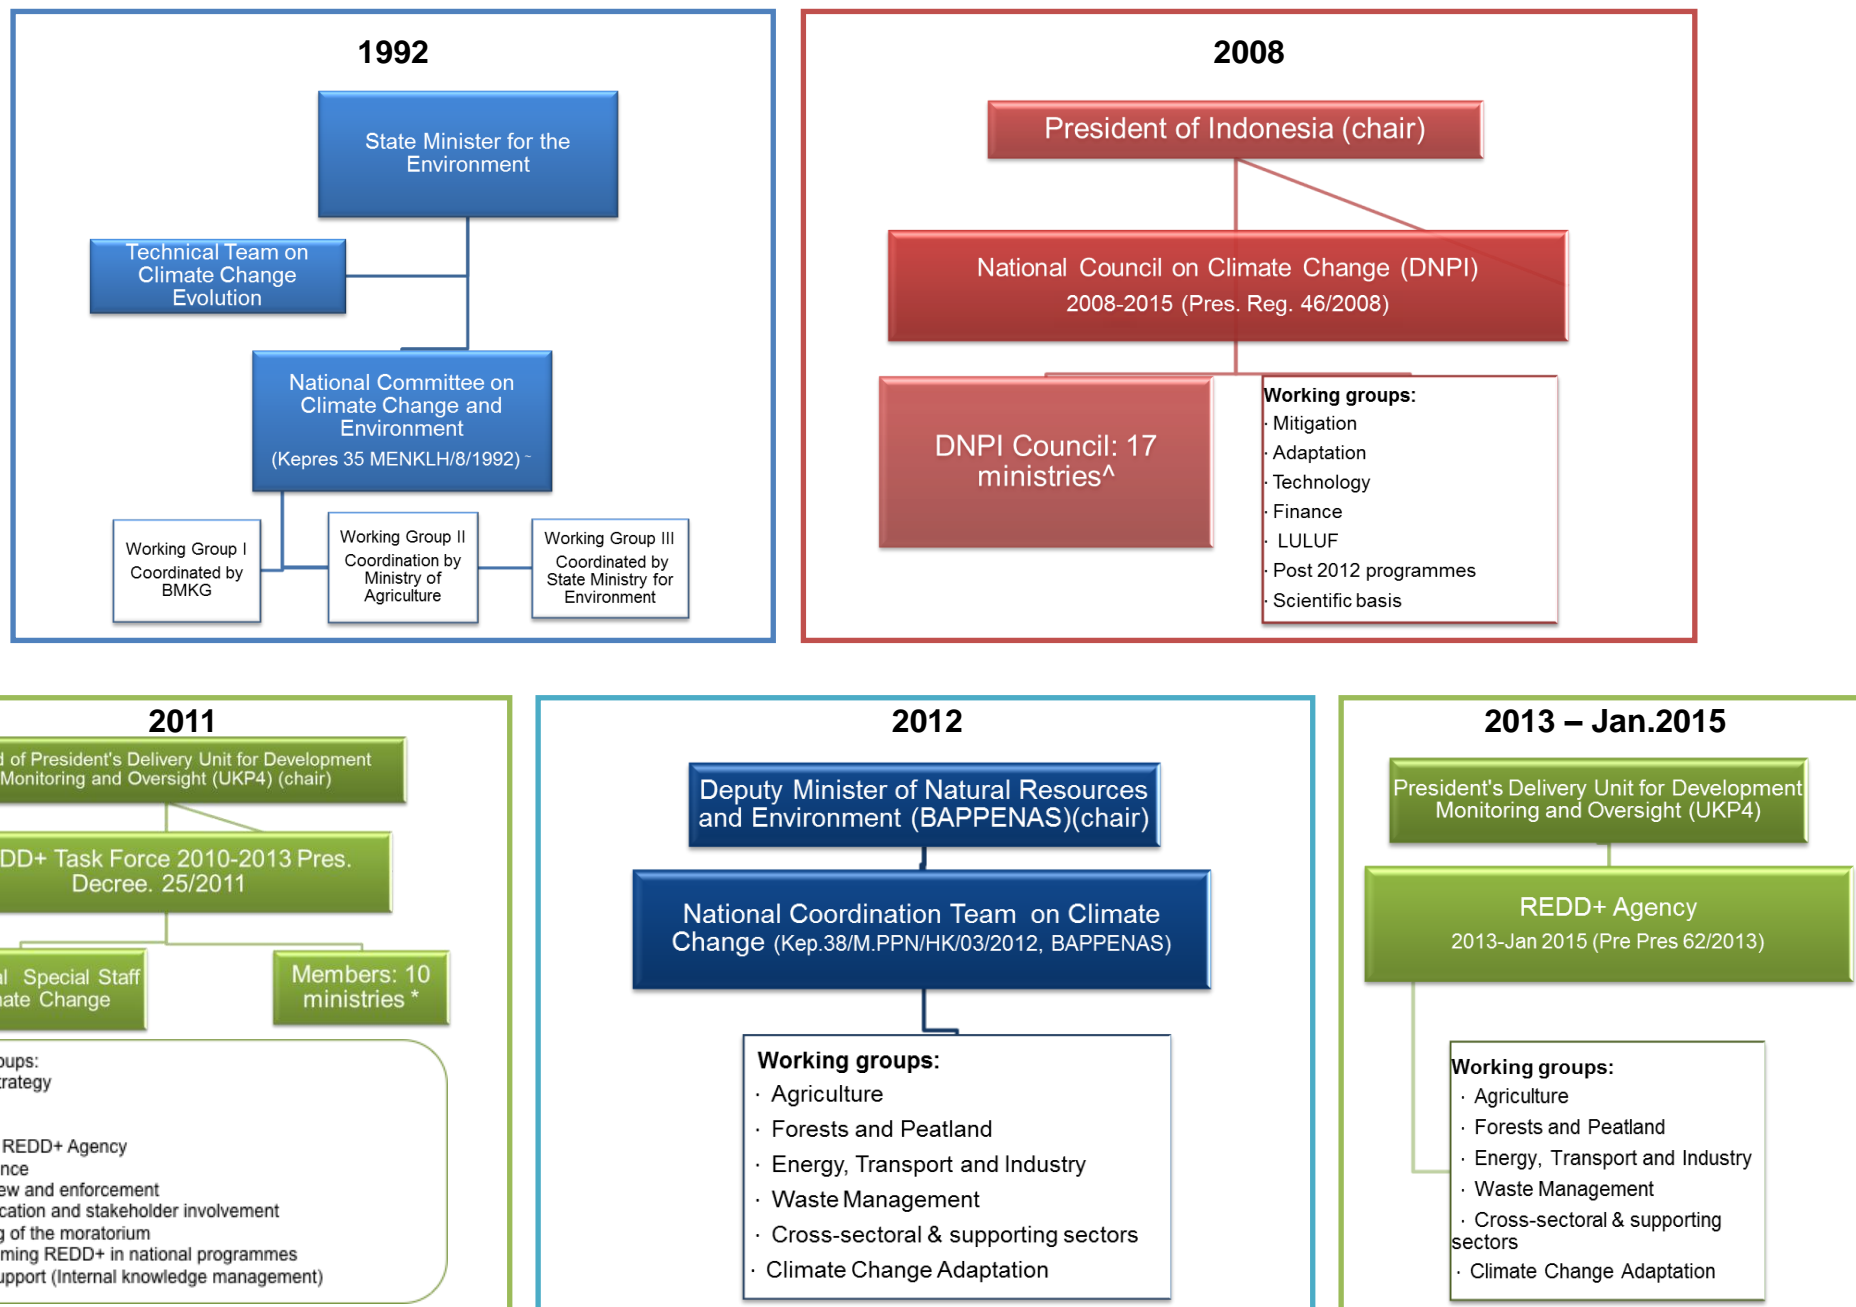 1992
State Minister for the
Environment
Technical Team on
Climate Change
Evolution
National Committee on
Climate Change and
Environment
(Kepres 35 MENKLH/8/1992) ~
Working Group I
Coordinated by
BMKG
Working Group II
Coordination by
Ministry of
Agriculture
Working Group III
Coordinated by
State Ministry for
Environment
2008
President of Indonesia (chair)
National Council on Climate Change (DNPI)
2008-2015 (Pres. Reg. 46/2008)
DNPI Council: 17
ministries^
Working groups:
· Mitigation
· Adaptation
· Technology
· Finance
· LULUF
· Post 2012 programmes
· Scientific basis
2011
of President's Delivery Unit for Development
Monitoring and Oversight (UKP4) (chair)
Task Force 2010-2013 Pres.
Decree. 25/2011
Special Staff
Change
Members: 10
ministries *
REDD+ Agency
and enforcement
and stakeholder involvement
of the moratorium
REDD+ in national programmes
(Internal knowledge management)
2012
Deputy Minister of Natural Resources
and Environment (BAPPENAS)(chair)
National Coordination Team on Climate
Change (Kep.38/M.PPN/HK/03/2012, BAPPENAS)
Working groups:
· Agriculture
· Forests and Peatland
· Energy, Transport and Industry
· Waste Management
· Cross-sectoral & supporting sectors
· Climate Change Adaptation
2013 – Jan.2015
President's Delivery Unit for Development
Monitoring and Oversight (UKP4)
REDD+ Agency
2013-Jan 2015 (Pre Pres 62/2013)
Working groups:
· Agriculture
· Forests and Peatland
· Energy, Transport and Industry
· Waste Management
· Cross-sectoral & supporting
sectors
· Climate Change Adaptation